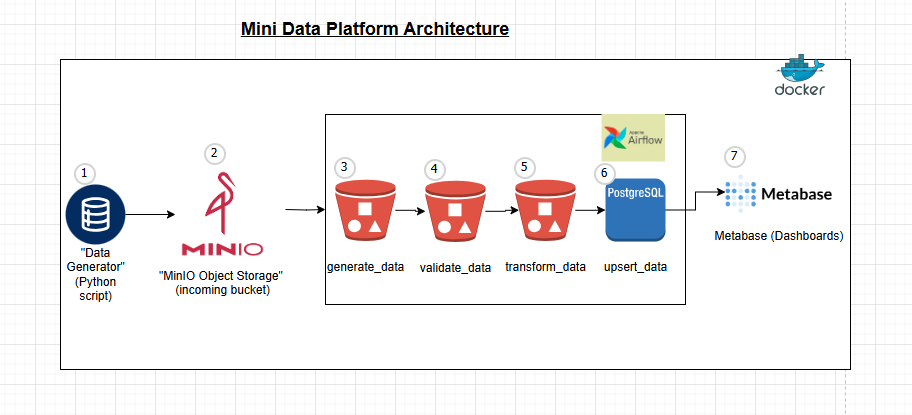 Mini Data Platform Architecture
docker
Apache
Airflow
1
2
3
4
5
6
7
PostgreSQL
Metabase
MINIO
"Data
Generator"
(Python
script)
"MinIO Object Storage"
(incoming bucket)
generate_data
validate_data
transform_data
upsert_data
Metabase (Dashboards)